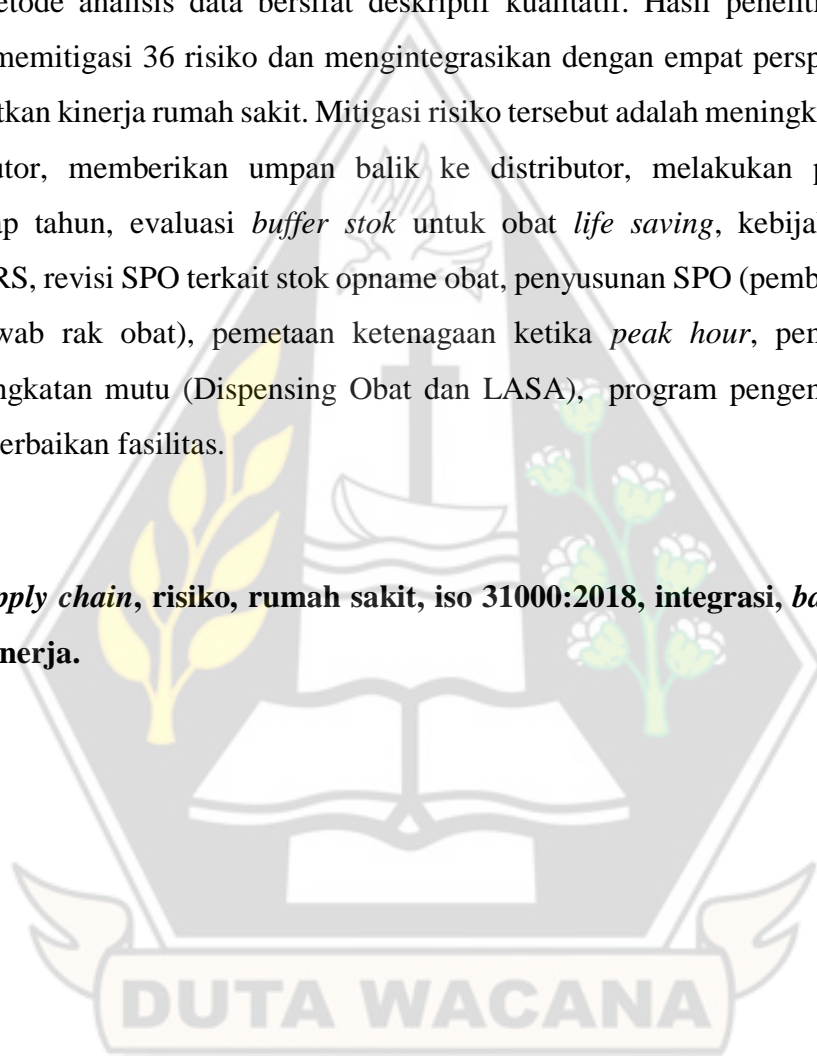 etode analisis data bersifat deskriptif kualitatif. Hasil peneliti
memitigasi 36 risiko dan mengintegrasikan dengan empat persp
tkan kinerja rumah sakit. Mitigasi risiko tersebut adalah meningk
utor, memberikan umpan balik ke distributor, melakukan p
ap tahun, evaluasi buffer stok untuk obat life saving, kebijal
RS, revisi SPO terkait stok opname obat, penyusunan SPO (pemb
wab rak obat), pemetaan ketenagaan ketika peak hour, pen
ngkatan mutu (Dispensing Obat dan LASA), program pengen
erbaikan fasilitas.
pply chain, risiko, rumah sakit, iso 31000:2018, integrasi, ba
nerja.
DUTA WACANA